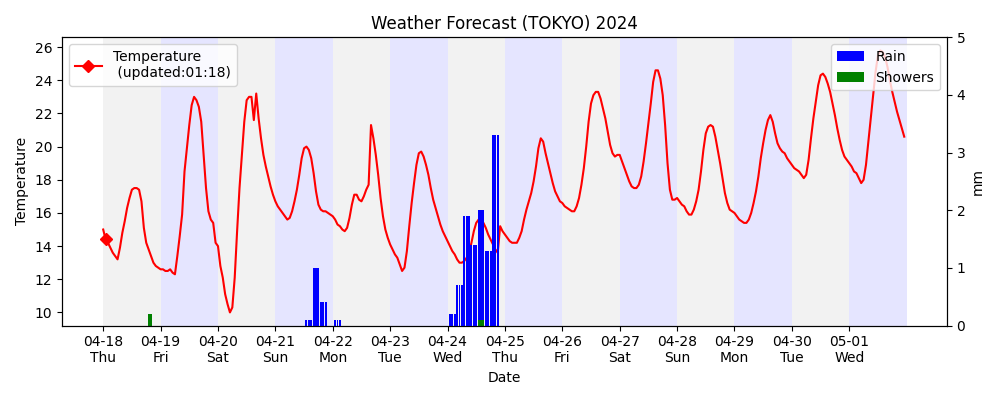 Weather Forecast (TOKYO) 2024
Temperature
(updated:01:18)
Rain
Showers
26
24
22
20
18
16
14
12
10
Temperature
5
4
3
2
1
0
mm
04-18 04-19 04-20 04-21 04-22 04-23 04-24 04-25 04-26 04-27 04-28 04-29 04-30 05-01
Thu Fri Sat Sun Mon Tue Wed Thu Fri Sat Sun Mon Tue Wed
Date